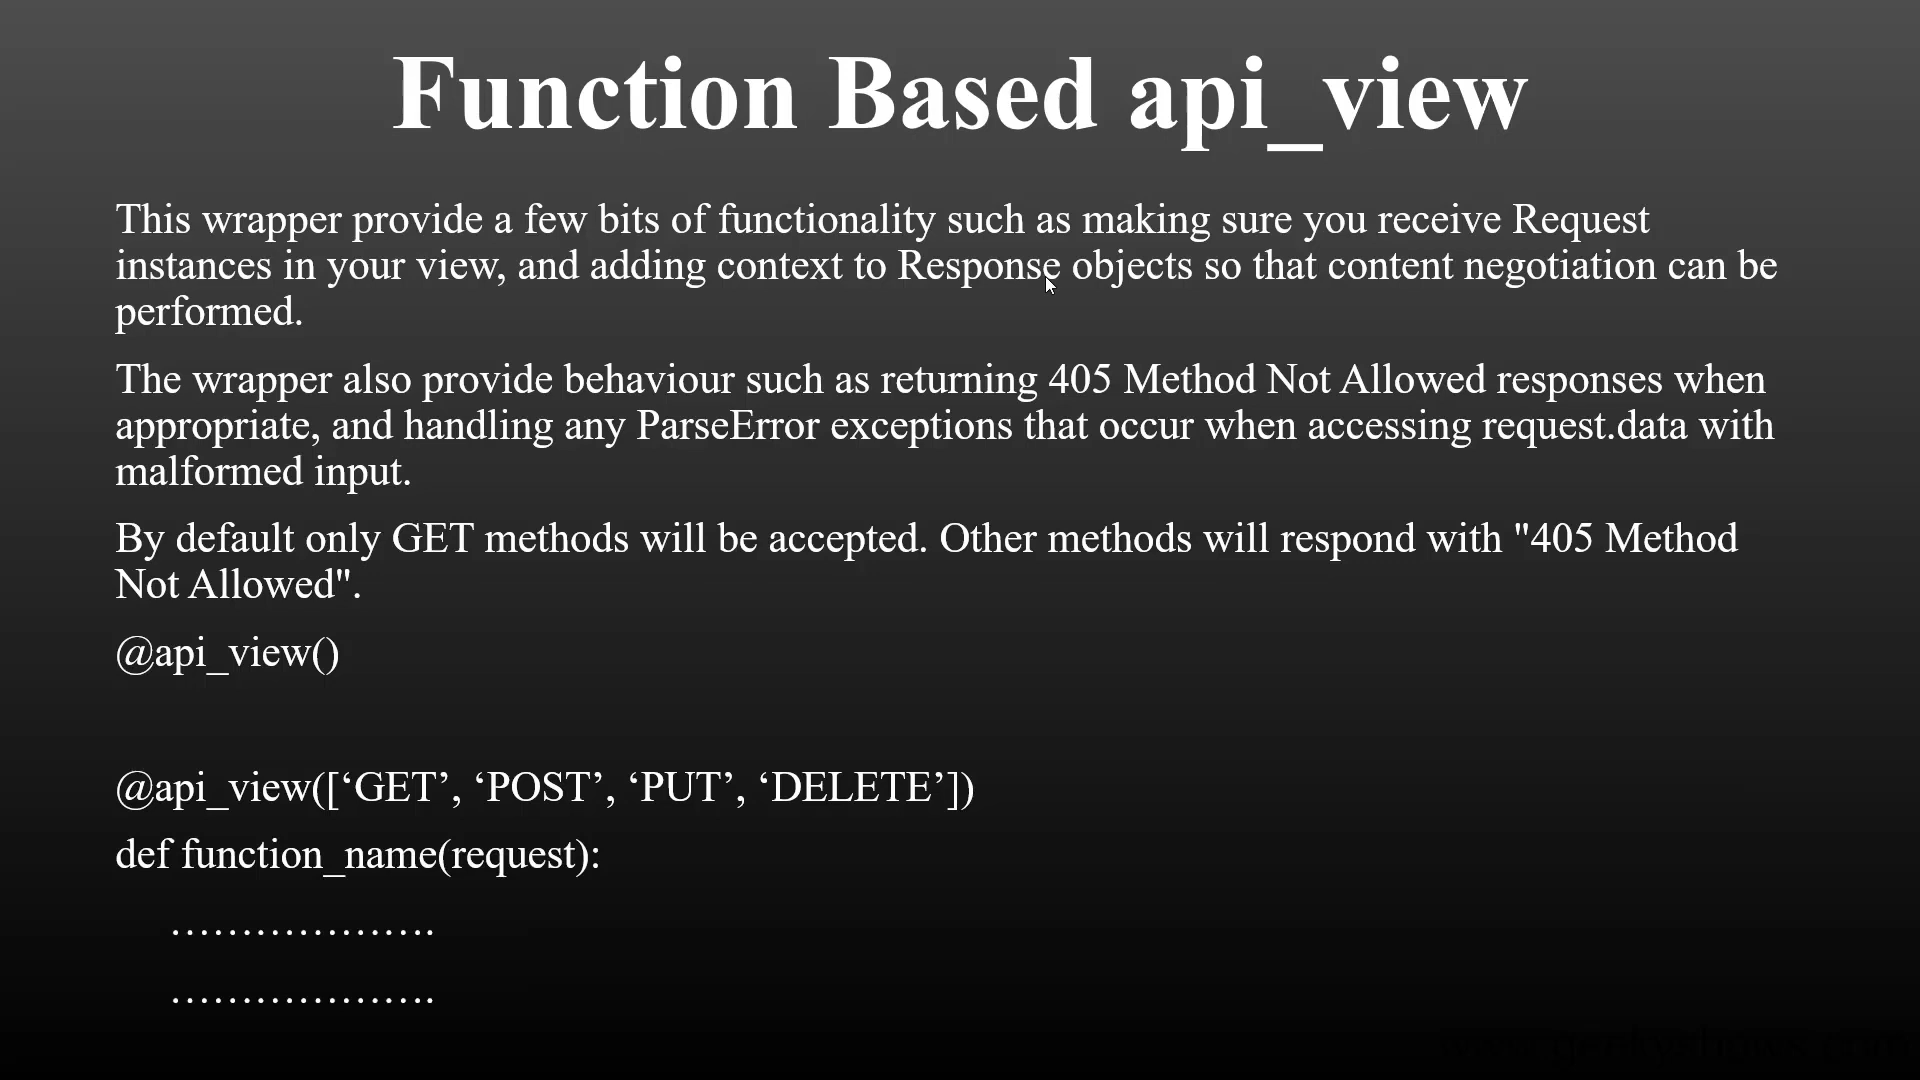 Function Based api_view
This wrapper provide a few bits of functionality such as making sure you receive Request
instances in your view, and adding context to Response objects so that content negotiation can be
performed.
The wrapper also provide behaviour such as returning 405 Method Not Allowed responses when
appropriate, and handling any ParseError exceptions that occur when accessing request.data with
malformed input.
By default only GET methods will be accepted. Other methods will respond with "405 Method
Not Allowed".
@api_view()
@api_view([‘GET’, ‘POST’, ‘PUT’, ‘DELETE’])
def function_name(request):
……………….
……………….